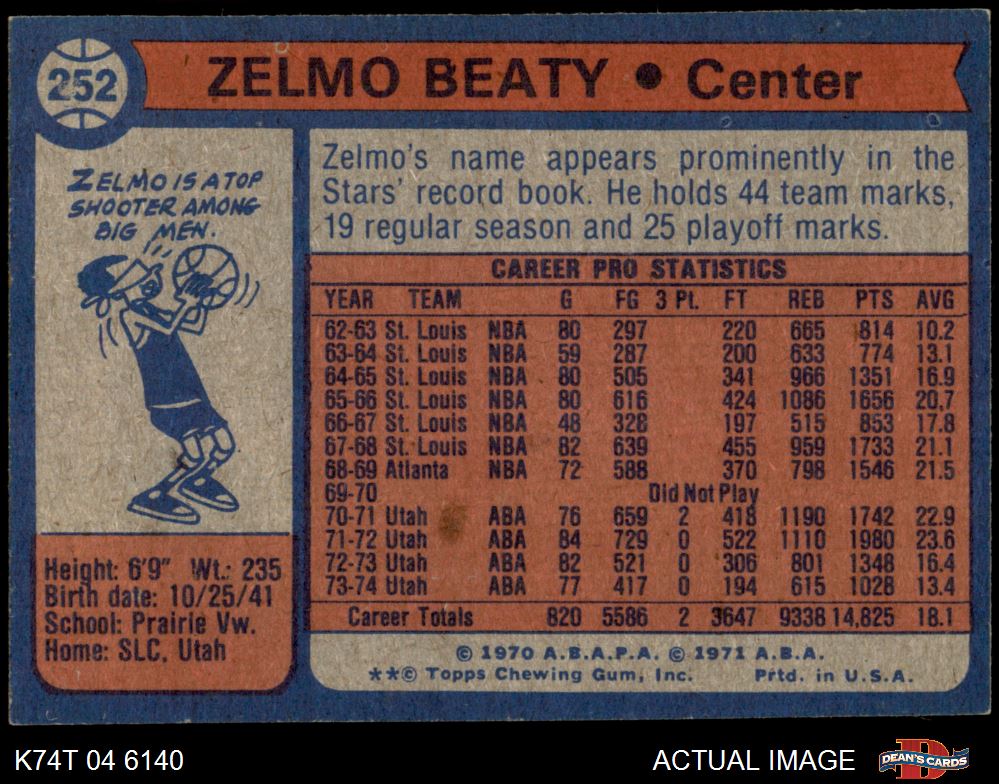 252
ZELMO BEATY • Center
ZELMO IS A TOP
SHOOTER AMONG
BIG MEN.
Zelmo's name appears prominently in the
Stars' record book. He holds 44 team marks,
19 regular season and 25 playoff marks.
CAREER PRO STATISTICS
YEAR TEAM G FG 3 Pt. FT REB PTS AVG
62-63 St. Louis NBA 80 297 220 665 814 10.2
63-64 St. Louis NBA 59 287 200 633 774 13.1
64-65 St. Louis NBA 80 505 341 966 1351 16.9
65-66 St. Louis NBA 80 616 424 1086 1656 20.7
66-67 St. Louis NBA 48 328 197 515 853 17.8
67-68 St. Louis NBA 82 639 455 959 1733 21.1
68-69 Atlanta NBA 72 588 370 798 1546 21.5
69-70 Did Not Play
70-71 Utah ABA 76 659 2 418 1190 1742 22.9
71-72 Utah ABA 84 729 0 522 1110 1980 23.6
72-73 Utah ABA 82 521 0 306 801 1348 16.4
73-74 Utah ABA 77 417 0 194 615 1028 13.4
Career Totals 820 5586 2 3647 9338 14,825 18.1
Height: 6'9" Wt.: 235
Birth date: 10/25/41
School: Prairie Vw.
Home: SLC, Utah
© 1970 A.B.A.P.A. © 1971 A.B.A.
**© Topps Chewing Gum, Inc. Prtd. in U.S.A.
K74T 04 6140 ACTUAL IMAGE DEAN'S CARDS